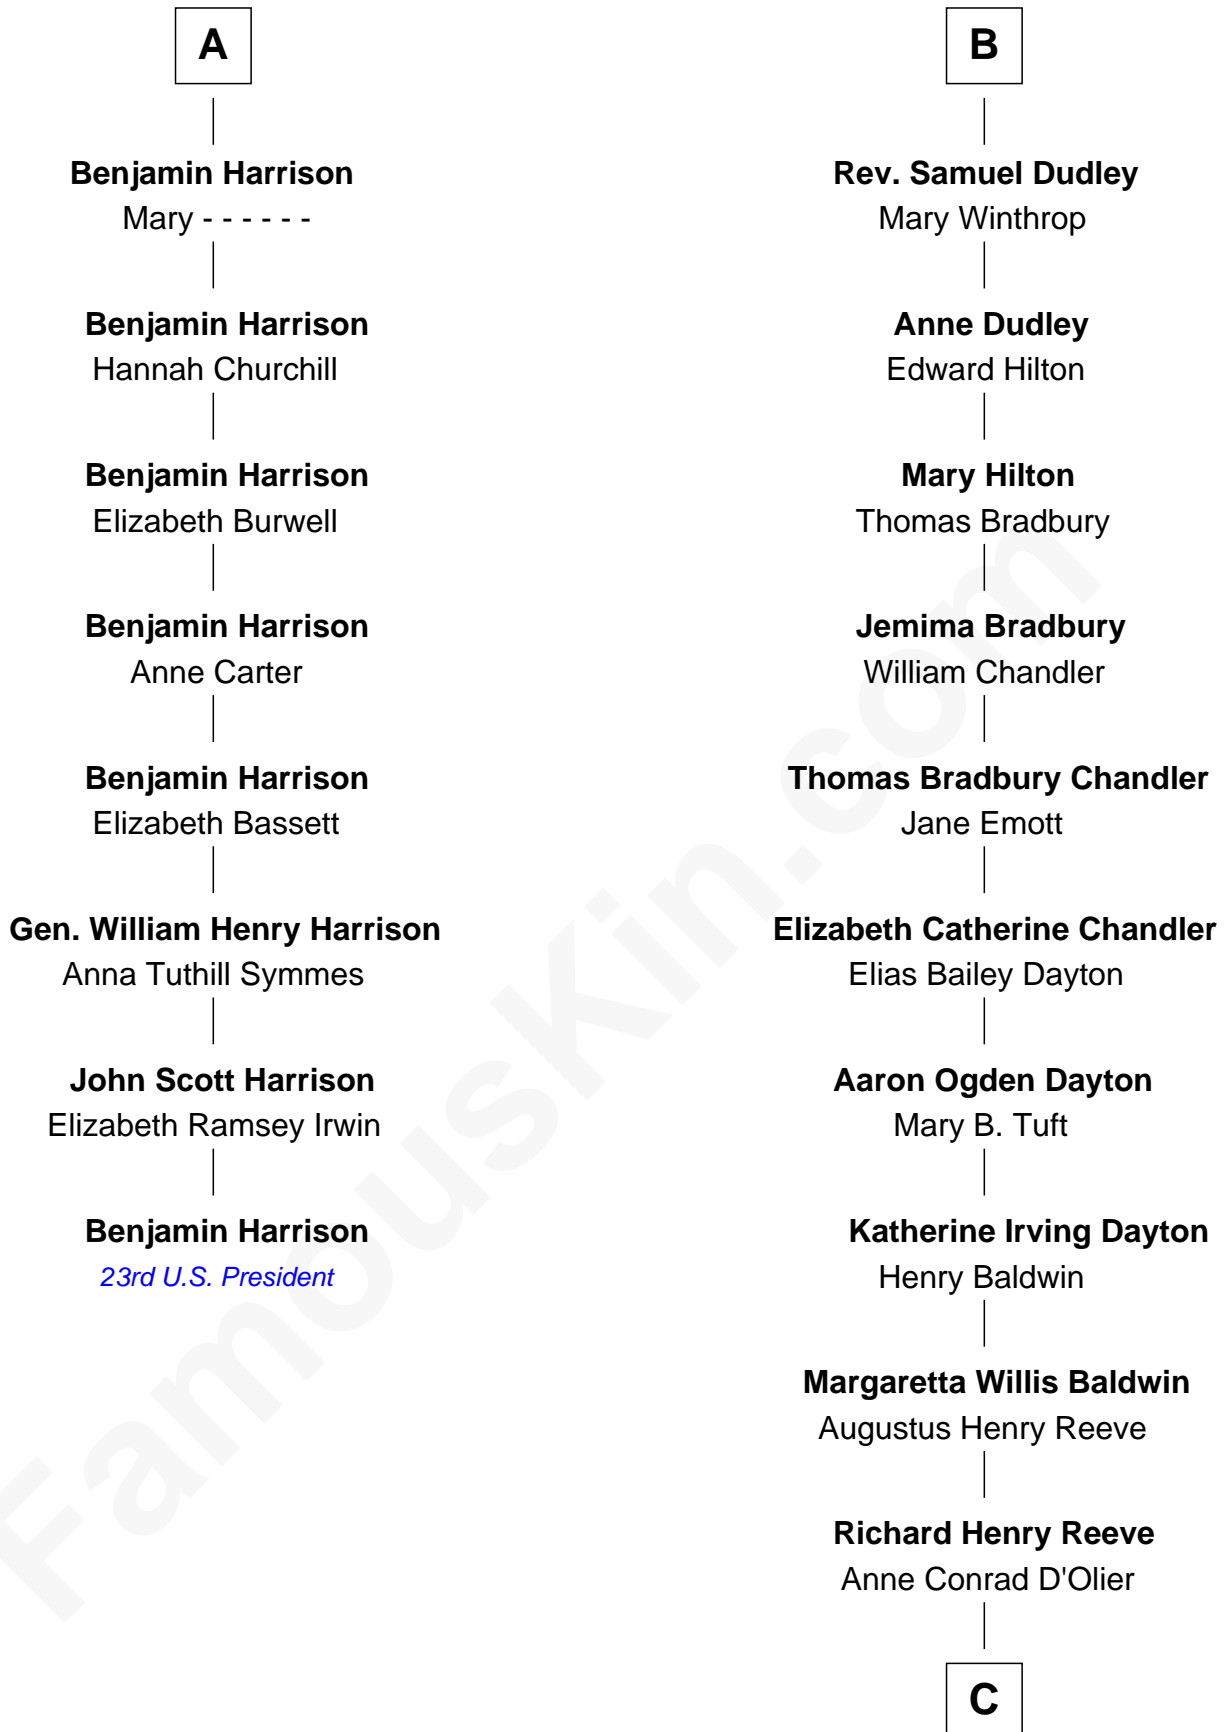 A
Benjamin Harrison
Mary - - - - - -
Benjamin Harrison
Hannah Churchill
Benjamin Harrison
Elizabeth Burwell
Benjamin Harrison
Anne Carter
Benjamin Harrison
Elizabeth Bassett
Gen. William Henry Harrison
Anna Tuthill Symmes
John Scott Harrison
Elizabeth Ramsey Irwin
Benjamin Harrison
23rd U.S. President
B
Rev. Samuel Dudley
Mary Winthrop
Anne Dudley
Edward Hilton
Mary Hilton
Thomas Bradbury
Jemima Bradbury
William Chandler
Thomas Bradbury Chandler
Jane Emott
Elizabeth Catherine Chandler
Elias Bailey Dayton
Aaron Ogden Dayton
Mary B. Tuft
Katherine Irving Dayton
Henry Baldwin
Margaretta Willis Baldwin
Augustus Henry Reeve
Richard Henry Reeve
Anne Conrad D'Olier
C
FamousKin.com